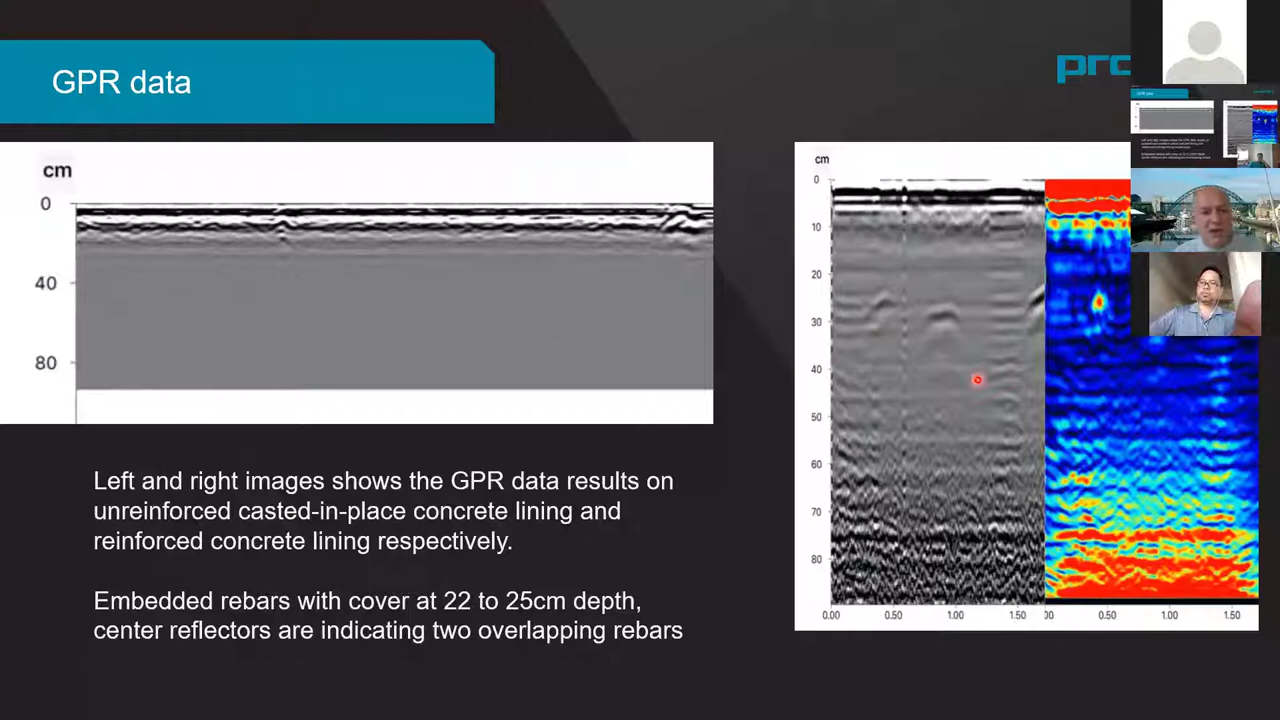 GPR data
prc
cm
0
40
80
cm
0
10
20
30
40
50
60
70
80
0.00 0.50 1.00 1.50 00 0.50 1.00 1.50
Left and right images shows the GPR data results on
unreinforced casted-in-place concrete lining and
reinforced concrete lining respectively.
Embedded rebars with cover at 22 to 25cm depth,
center reflectors are indicating two overlapping rebars